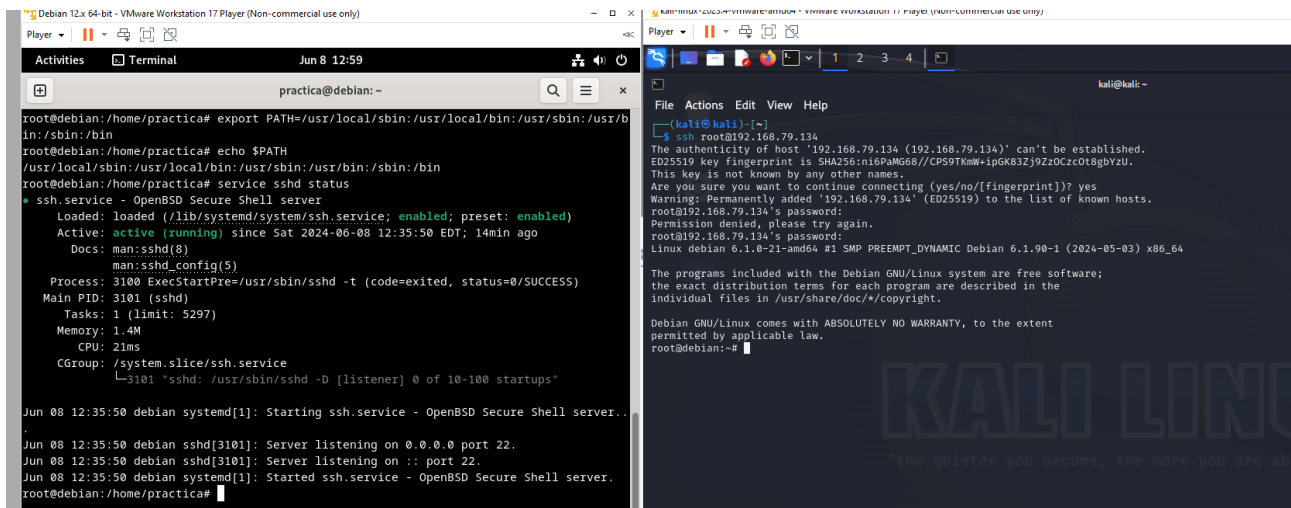 Debian 12.x 64-bit - VMware Workstation 17 Player (Non-commercial use only)
Player
Activities Terminal Jun 8 12:59
practica@debian: ~
root@debian:/home/practica# export PATH=/usr/local/sbin:/usr/local/bin:/usr/sbin:/usr/b
in:/sbin:/bin
root@debian:/home/practica# echo $PATH
/usr/local/sbin:/usr/local/bin:/usr/sbin:/usr/bin:/sbin:/bin
root@debian:/home/practica# service sshd status
● ssh.service - OpenBSD Secure Shell server
Loaded: loaded (/lib/systemd/system/ssh.service; enabled; preset: enabled)
Active: active (running) since Sat 2024-06-08 12:35:50 EDT; 14min ago
Docs: man:sshd(8)
man:sshd_config(5)
Process: 3100 ExecStartPre=/usr/sbin/sshd -t (code=exited, status=0/SUCCESS)
Main PID: 3101 (sshd)
Tasks: 1 (limit: 5297)
Memory: 1.4M
CPU: 21ms
CGroup: /system.slice/ssh.service
└─3101 "sshd: /usr/sbin/sshd -D [listener] 0 of 10-100 startups"
Jun 08 12:35:50 debian systemd[1]: Starting ssh.service - OpenBSD Secure Shell server..
.
Jun 08 12:35:50 debian sshd[3101]: Server listening on 0.0.0.0 port 22.
Jun 08 12:35:50 debian sshd[3101]: Server listening on :: port 22.
Jun 08 12:35:50 debian systemd[1]: Started ssh.service - OpenBSD Secure Shell server.
root@debian:/home/practica#
kali-linux-2023.4-vmware-amd64 - VMware Workstation 17 Player (Non-commercial use only)
Player
1 2 3 4
kali@kali: ~
File Actions Edit View Help
┌──(kali㉿kali)-[~]
└─$ ssh root@192.168.79.134
The authenticity of host '192.168.79.134 (192.168.79.134)' can't be established.
ED25519 key fingerprint is SHA256:ni6PaMG68//CPS9TKmW+ipGK83Zj9ZzOCzcOt8gbYzU.
This key is not known by any other names.
Are you sure you want to continue connecting (yes/no/[fingerprint])? yes
Warning: Permanently added '192.168.79.134' (ED25519) to the list of known hosts.
root@192.168.79.134's password:
Permission denied, please try again.
root@192.168.79.134's password:
Linux debian 6.1.0-21-amd64 #1 SMP PREEMPT_DYNAMIC Debian 6.1.90-1 (2024-05-03) x86_64
The programs included with the Debian GNU/Linux system are free software;
the exact distribution terms for each program are described in the
individual files in /usr/share/doc/*/copyright.
Debian GNU/Linux comes with ABSOLUTELY NO WARRANTY, to the extent
permitted by applicable law.
root@debian:~#
KALI LINU
"the quieter you become, the more you are ab